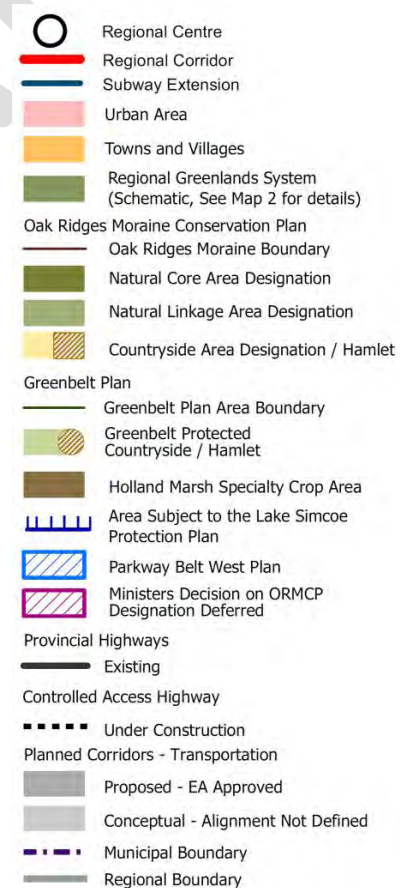 Regional Centre
Regional Corridor
Subway Extension
Urban Area
Towns and Villages
Regional Greenlands System
(Schematic, See Map 2 for details)
Oak Ridges Moraine Conservation Plan
Oak Ridges Moraine Boundary
Natural Core Area Designation
Natural Linkage Area Designation
Countryside Area Designation / Hamlet
Greenbelt Plan
Greenbelt Plan Area Boundary
Greenbelt Protected
Countryside / Hamlet
Holland Marsh Specialty Crop Area
Area Subject to the Lake Simcoe
Protection Plan
Parkway Belt West Plan
Ministers Decision on ORMCP
Designation Deferred
Provincial Highways
Existing
Controlled Access Highway
Under Construction
Planned Corridors - Transportation
Proposed - EA Approved
Conceptual - Alignment Not Defined
Municipal Boundary
Regional Boundary